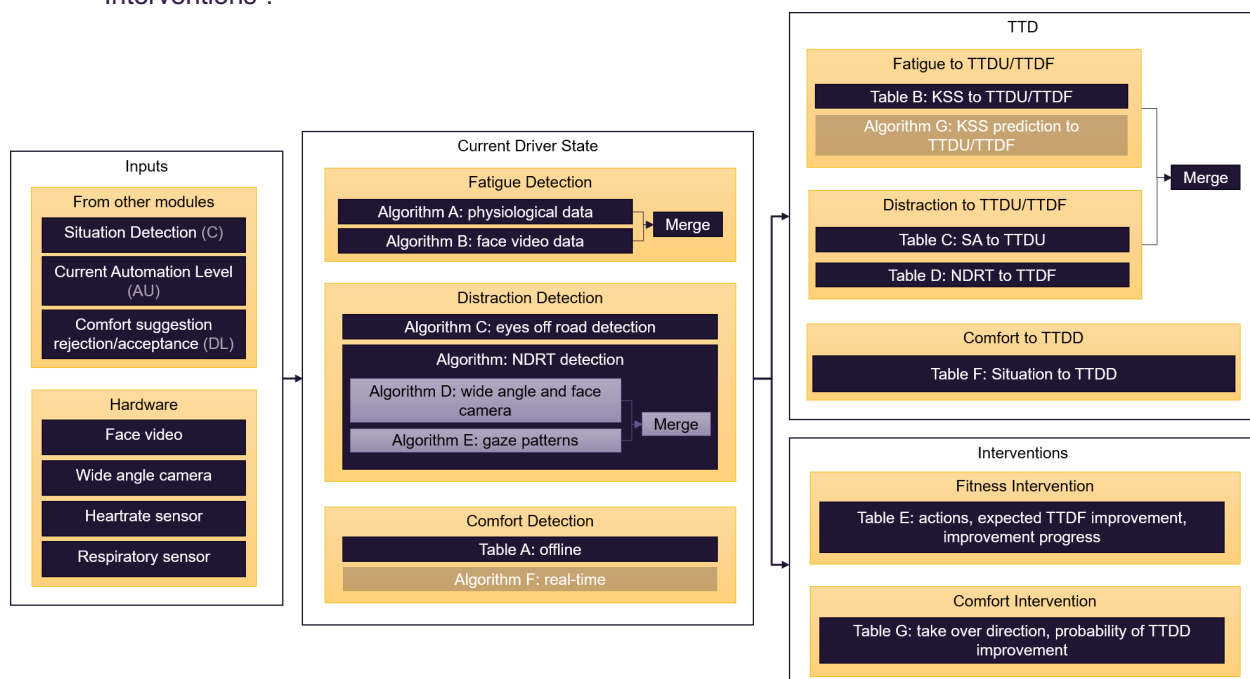 Interventions".
Inputs
From other modules
Situation Detection (C)
Current Automation Level
(AU)
Comfort suggestion
rejection/acceptance (DL)
Hardware
Face video
Wide angle camera
Heartrate sensor
Respiratory sensor
Current Driver State
Fatigue Detection
Algorithm A: physiological data
Algorithm B: face video data
Merge
Distraction Detection
Algorithm C: eyes off road detection
Algorithm: NDRT detection
Algorithm D: wide angle and face
camera
Algorithm E: gaze patterns
Merge
Comfort Detection
Table A: offline
Algorithm F: real-time
TTD
Fatigue to TTDU/TTDF
Table B: KSS to TTDU/TTDF
Algorithm G: KSS prediction to
TTDU/TTDF
Merge
Distraction to TTDU/TTDF
Table C: SA to TTDU
Table D: NDRT to TTDF
Comfort to TTDD
Table F: Situation to TTDD
Interventions
Fitness Intervention
Table E: actions, expected TTDF improvement,
improvement progress
Comfort Intervention
Table G: take over direction, probability of TTDD
improvement